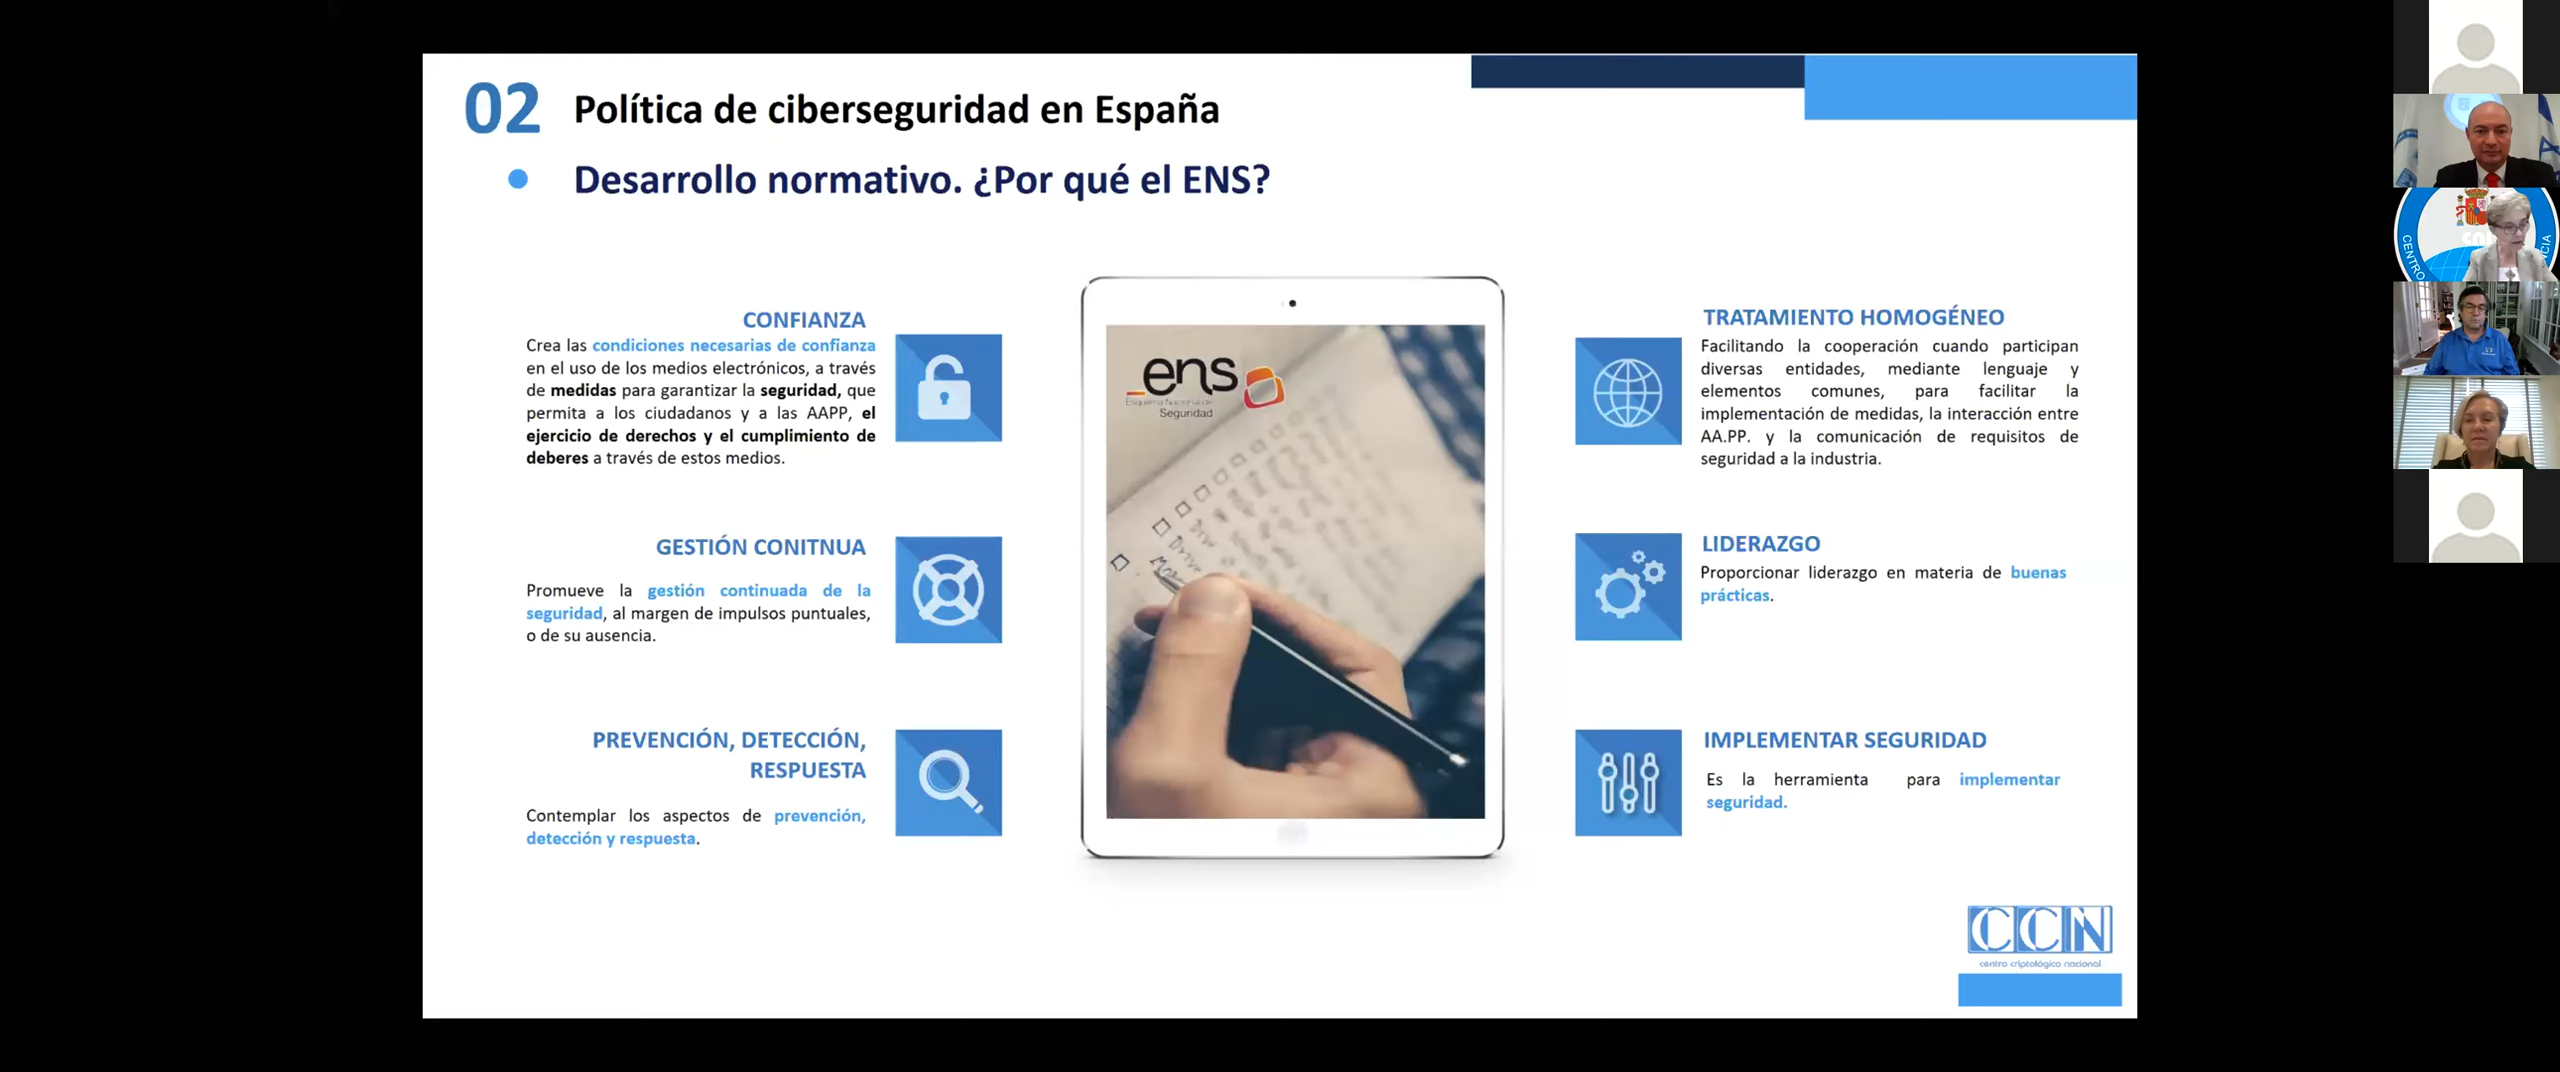 02 Política de ciberseguridad en España
Desarrollo normativo. ¿Por qué el ENS?
CONFIANZA
Crea las condiciones necesarias de confianza
en el uso de los medios electrónicos, a través
de medidas para garantizar la seguridad, que
permita a los ciudadanos y a las AAPP, el
ejercicio de derechos y el cumplimiento de
deberes a través de estos medios.
GESTIÓN CONITNUA
Promueve la gestión continuada de la
seguridad, al margen de impulsos puntuales,
o de su ausencia.
PREVENCIÓN, DETECCIÓN,
RESPUESTA
Contemplar los aspectos de prevención,
detección y respuesta.
_ens
Esquema Nacional de
Seguridad
TRATAMIENTO HOMOGÉNEO
Facilitando la cooperación cuando participan
diversas entidades, mediante lenguaje y
elementos comunes, para facilitar la
implementación de medidas, la interacción entre
AA.PP. y la comunicación de requisitos de
seguridad a la industria.
LIDERAZGO
Proporcionar liderazgo en materia de buenas
prácticas.
IMPLEMENTAR SEGURIDAD
Es la herramienta para implementar
seguridad.
CCN
centro criptológico nacional
CENTRO